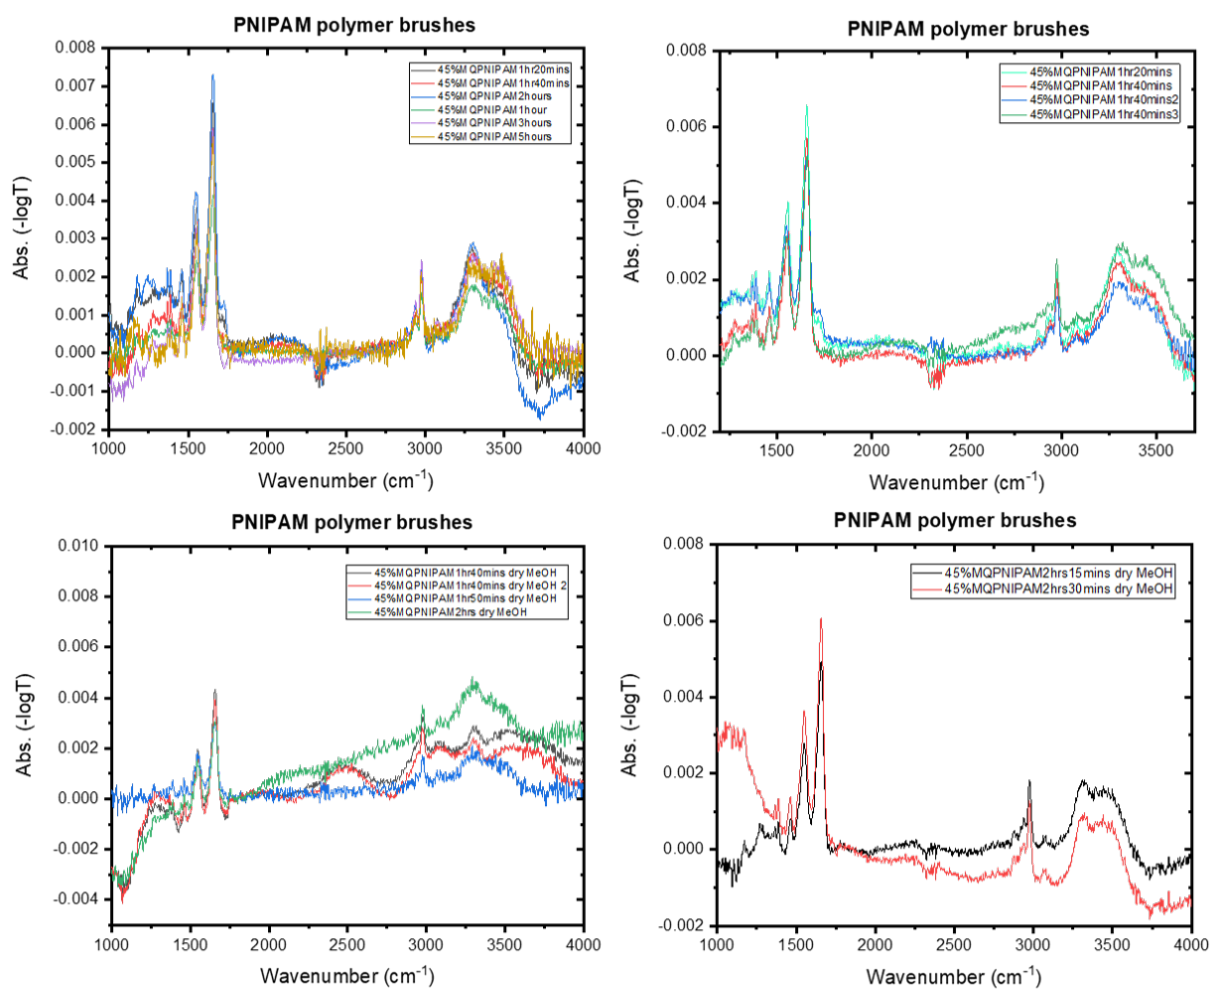 PNIPAM polymer brushes
0.008
0.007
0.006
0.005
0.004
0.003
0.002
0.001
0.000
-0.001
-0.002
Abs. (-logT)
45%MQPNIPAM1hr20mins
45%MQPNIPAM1hr40mins
45%MQPNIPAM2hours
45%MQPNIPAM1hour
45%MQPNIPAM3hours
45%MQPNIPAM5hours
1000 1500 2000 2500 3000 3500 4000
Wavenumber (cm⁻¹)
PNIPAM polymer brushes
0.008
0.006
0.004
0.002
0.000
-0.002
Abs. (-logT)
45%MQPNIPAM1hr20mins
45%MQPNIPAM1hr40mins
45%MQPNIPAM1hr40mins2
45%MQPNIPAM1hr40mins3
1500 2000 2500 3000 3500
Wavenumber (cm⁻¹)
PNIPAM polymer brushes
0.010
0.008
0.006
0.004
0.002
0.000
-0.002
-0.004
Abs. (-logT)
45%MQPNIPAM1hr40mins dry MeOH
45%MQPNIPAM1hr40mins dry MeOH 2
45%MQPNIPAM1hr50mins dry MeOH
45%MQPNIPAM2hrs dry MeOH
1000 1500 2000 2500 3000 3500 4000
Wavenumber (cm⁻¹)
PNIPAM polymer brushes
0.008
0.006
0.004
0.002
0.000
-0.002
Abs. (-logT)
45%MQPNIPAM2hrs15mins dry MeOH
45%MQPNIPAM2hrs30mins dry MeOH
1000 1500 2000 2500 3000 3500 4000
Wavenumber (cm⁻¹)